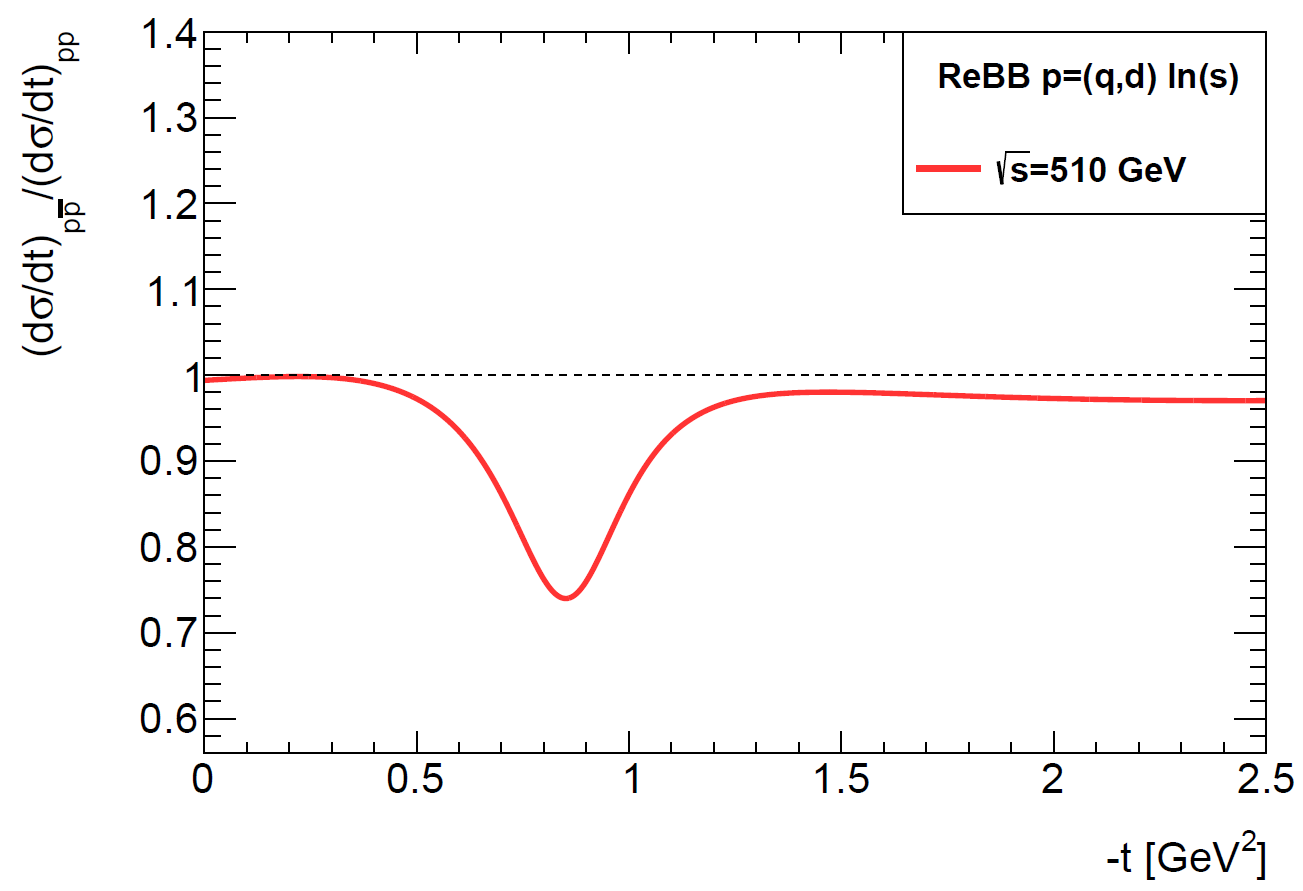 (dσ/dt)pp̅/(dσ/dt)pp
1.4
1.3
1.2
1.1
1
0.9
0.8
0.7
0.6
ReBB p=(q,d) ln(s)
√s=510 GeV
0 0.5 1 1.5 2 2.5
-t [GeV²]